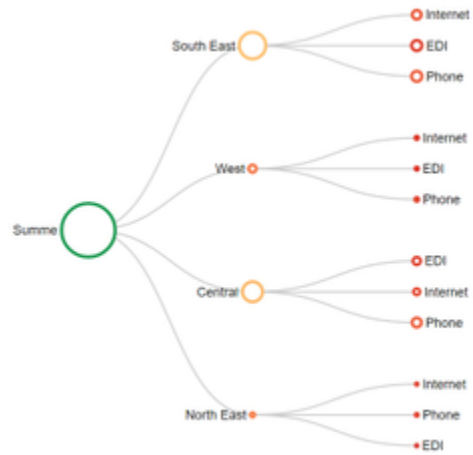 Internet
South East
EDI
Phone
Internet
West
EDI
Phone
Summe
EDI
Central
Internet
Phone
Internet
North East
Phone
EDI